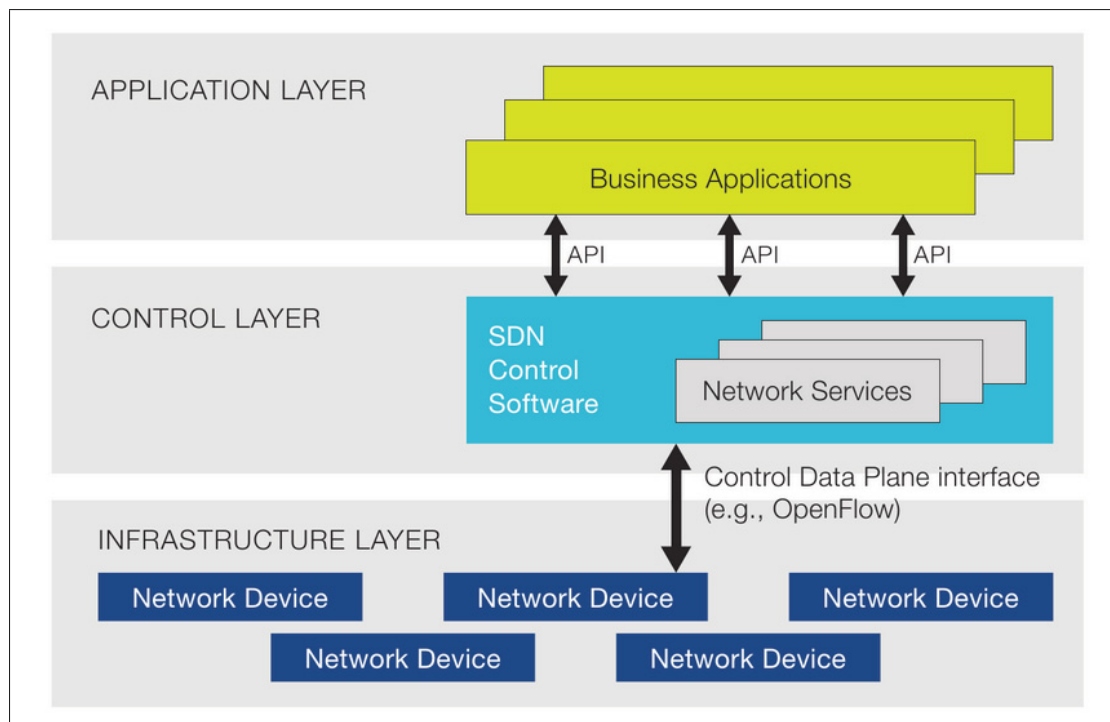 APPLICATION LAYER
Business Applications
API
API
API
CONTROL LAYER
SDN
Control
Software
Network Services
Control Data Plane interface
(e.g., OpenFlow)
INFRASTRUCTURE LAYER
Network Device
Network Device
Network Device
Network Device
Network Device